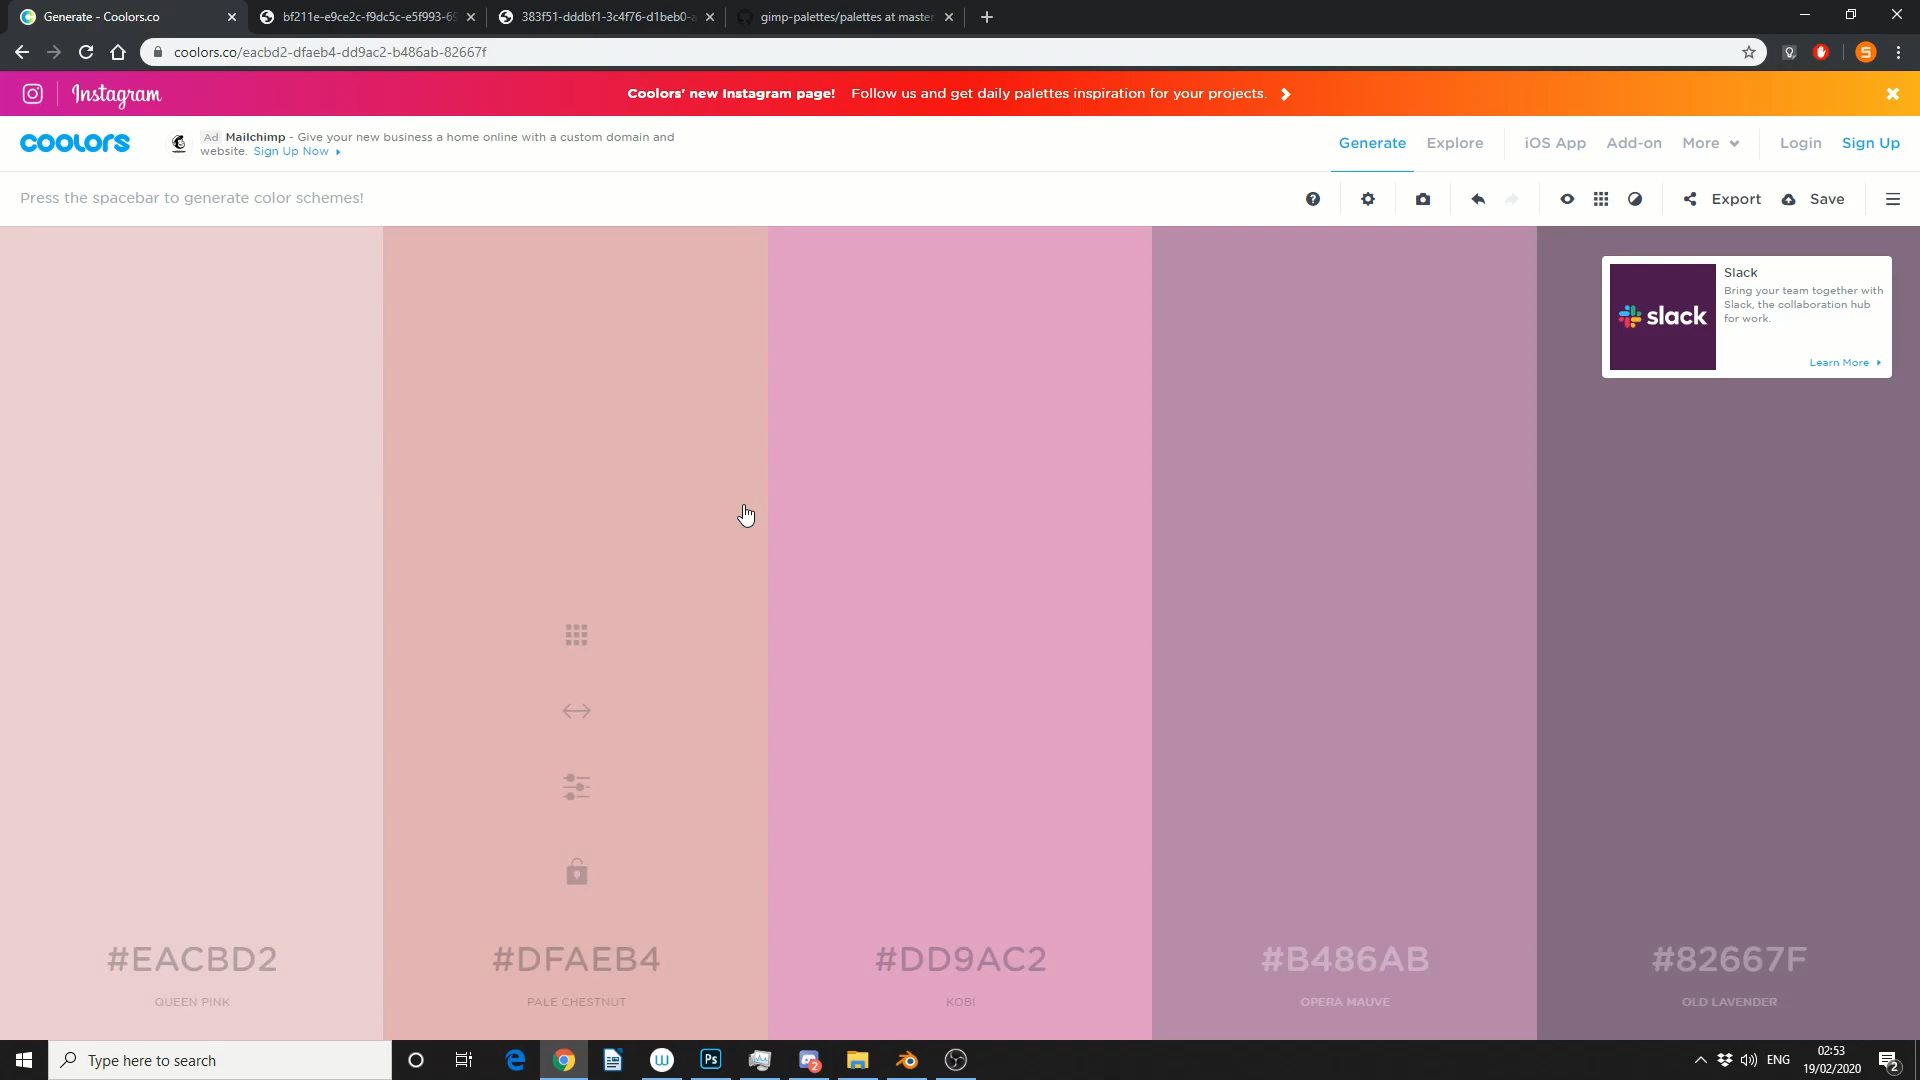 Generate - Coolors.co
bf211e-e9ce2c-f9dc5c-e5f993-69
383f51-dddbf1-3c4f76-d1beb0-a
gimp-palettes/palettes at master
coolors.co/eacbd2-dfaeb4-dd9ac2-b486ab-82667f
S
Instagram
Coolors' new Instagram page! Follow us and get daily palettes inspiration for your projects.
coolors
Ad Mailchimp - Give your new business a home online with a custom domain and
website. Sign Up Now
Generate
Explore
iOS App
Add-on
More
Login
Sign Up
Press the spacebar to generate color schemes!
Export
Save
slack
Slack
Bring your team together with
Slack, the collaboration hub
for work.
Learn More
#EACBD2
QUEEN PINK
#DFAEB4
PALE CHESTNUT
#DD9AC2
KOBI
#B486AB
OPERA MAUVE
#82667F
OLD LAVENDER
Type here to search
W
Ps
2
ENG
02:53
19/02/2020
2